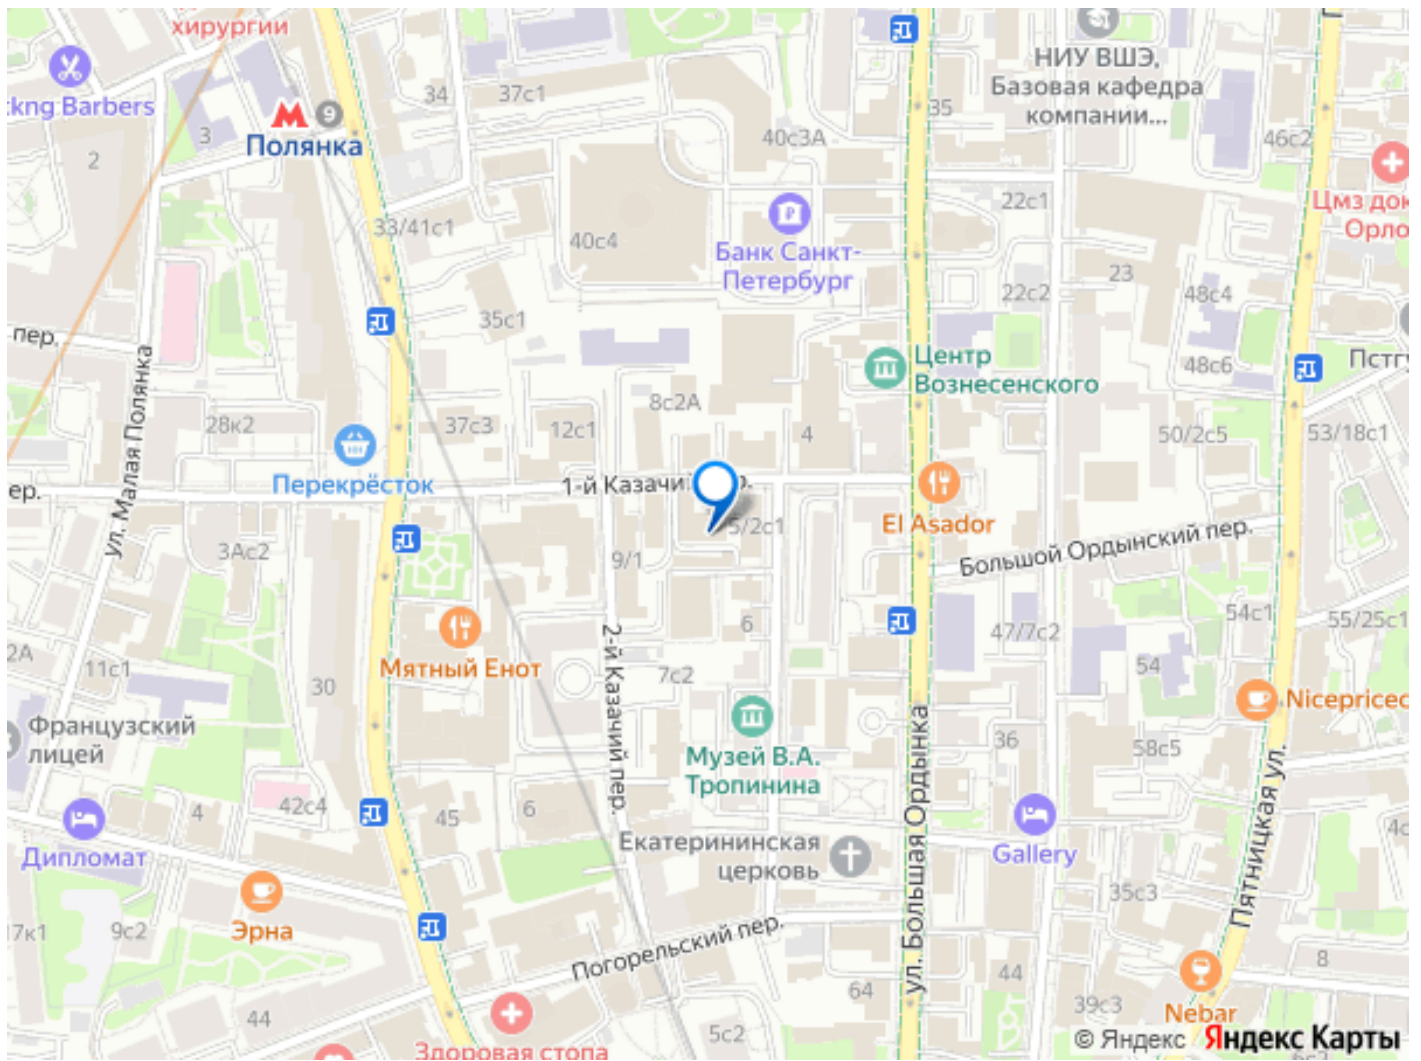 хирургии
НИУ ВШЭ,
Базовая кафедра
компании...
kkng Barbers
34
37с1
35
9
3
Полянка
40с3А
46с2
2
22с1
Цмз док
Орло
33/41с1
40с4
Банк Санкт-
Петербург
23
22с2
48с4
35с1
пер.
Центр
Вознесенского
48с6
Пстгу
8с2А
28к2
37с3
12с1
4
50/2с5
53/18с1
ул. Малая Полянка
Перекрёсток
1-й Казачи
р.
ер.
5/2с1
El Asador
3Ас2
9/1
Большой Ордынский пер.
54с1
55/25с1
6
47/7с2
2А
11с1
Мятный Енот
7с2
54
30
2-й Казачий пер.
Niceprice
Французский
лицей
Музей В.А.
Тропинина
ул. Большая Ордынка
36
58с5
Пятницкая ул.
4
42с4
45
6
4с
Дипломат
Екатерининская
церковь
Gallery
35с3
17к1
9с2
Эрна
Погорельский пер.
8
44
64
44
39с3
Nebar
5с2
Здоровая стопа
© Яндекс Яндекс Карты